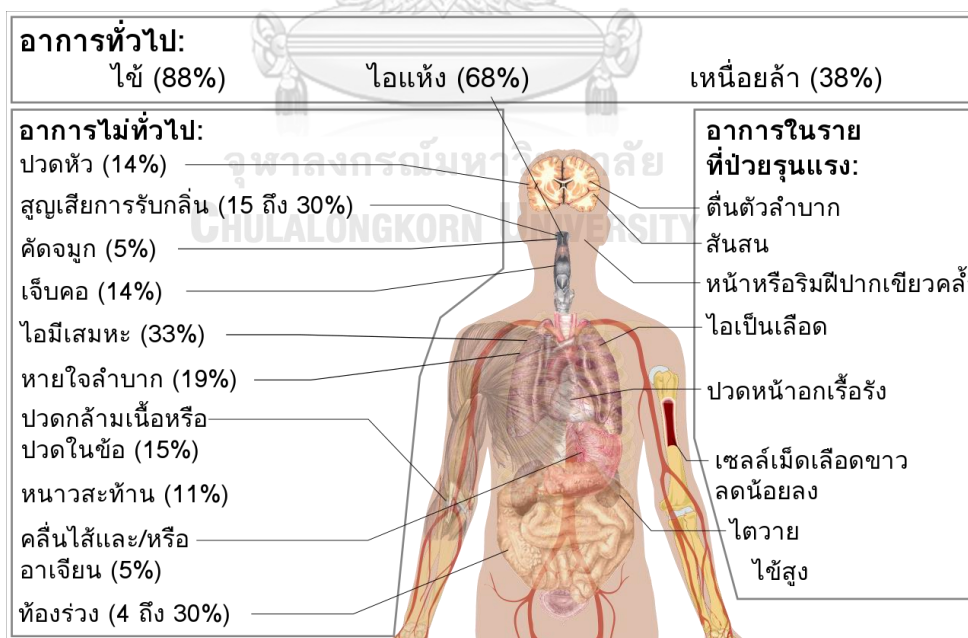 อาการทั่วไป:
ไข้ (88%) ไอแห้ง (68%) เหนื่อยล้า (38%)
อาการไม่ทั่วไป:
ปวดหัว (14%)
สูญเสียการรับกลิ่น (15 ถึง 30%)
คัดจมูก (5%)
เจ็บคอ (14%)
ไอมีเสมหะ (33%)
หายใจลำบาก (19%)
ปวดกล้ามเนื้อหรือ
ปวดในข้อ (15%)
หนาวสะท้าน (11%)
คลื่นไส้และ/หรือ
อาเจียน (5%)
ท้องร่วง (4 ถึง 30%)
จุฬาลงกรณ์มหาวิทยาลัย
CHULALONGKORN UNIVERSITY
อาการในราย
ที่ป่วยรุนแรง:
ตื่นตัวลำบาก
สันสน
หน้าหรือริมฝีปากเขียวคล้ำ
ไอเป็นเลือด
ปวดหน้าอกเรื้อรัง
เซลล์เม็ดเลือดขาว
ลดน้อยลง
ไตวาย
ไข้สูง